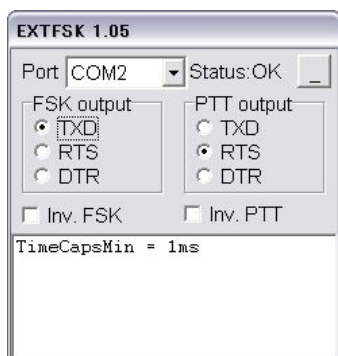 EXTFSK 1.05
Port COM2 Status:OK _
FSK output PTT output
TXD TXD
RTS RTS
DTR DTR
Inv. FSK Inv. PTT
TimeCapsMin = 1ms